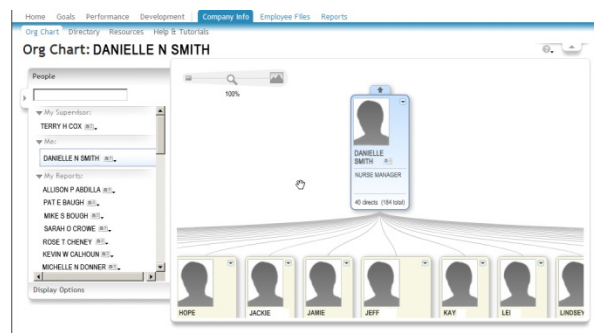 Home Goals Performance Development Company Info Employee Files Reports
Org Chart Directory Resources Help & Tutorials
Org Chart: DANIELLE N SMITH
People
My Supervisor:
TERRY H COX
Me:
DANIELLE N SMITH
My Reports:
ALLISON P ABDILLA
PAT E BAUGH
MIKE S BOUGH
SARAH O CROWE
ROSE T CHENEY
KEVIN W CALHOUN
MICHELLE N DONNER
Display Options
100%
DANIELLE
SMITH
NURSE MANAGER
40 directs (184 total)
HOPE JACKIE JAMIE JEFF KAY LEI LINDSEY